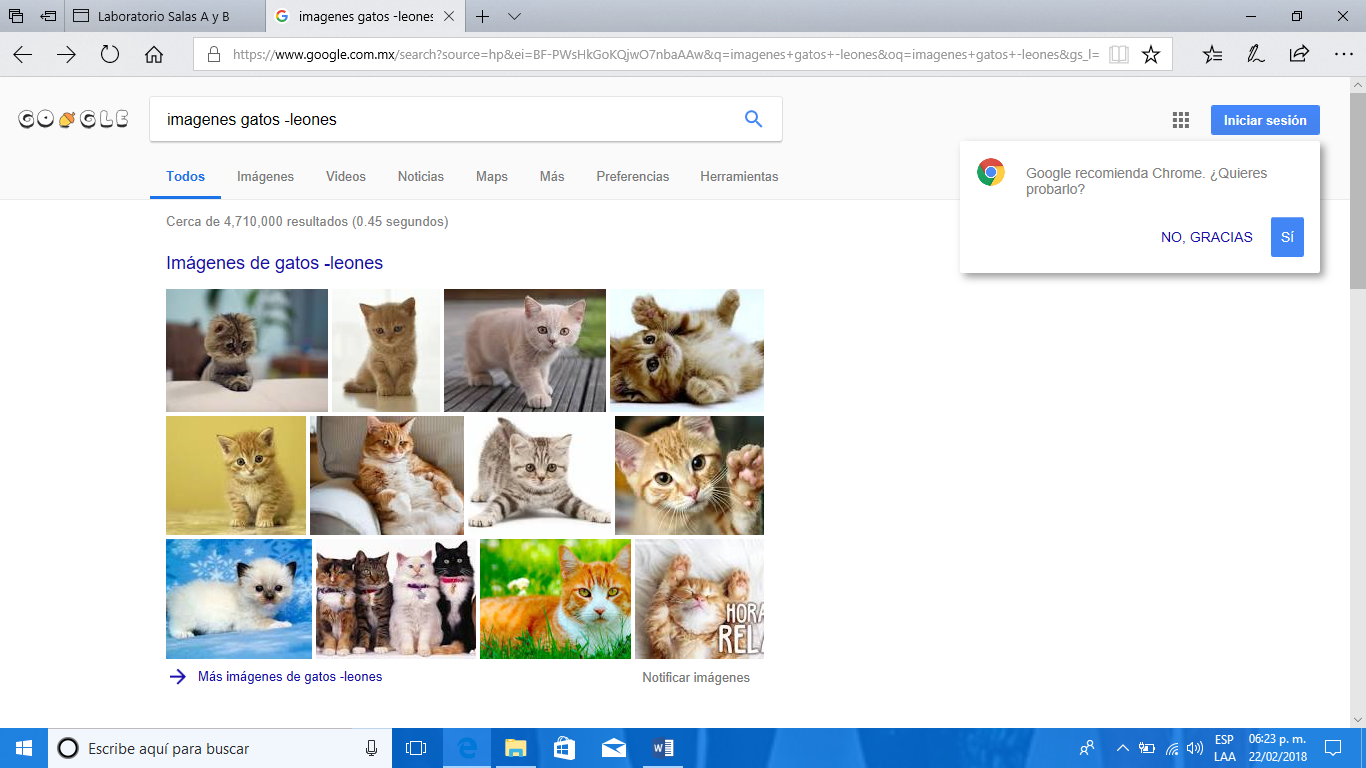 Laboratorio Salas A y B
imagenes gatos -leones
https://www.google.com.mx/search?source=hp&ei=BF-PWsHkGoKQjwO7nbaAAw&q=imagenes+gatos+-leones&oq=imagenes+gatos+-leones&gs_l=
GOOGLE
imagenes gatos -leones
Iniciar sesión
Todos
Imágenes
Videos
Noticias
Maps
Más
Preferencias
Herramientas
Google recomienda Chrome. ¿Quieres
probarlo?
NO, GRACIAS
SÍ
Cerca de 4,710,000 resultados (0.45 segundos)
Imágenes de gatos -leones
HORA
RELA
Más imágenes de gatos -leones
Notificar imágenes
Escribe aquí para buscar
ESP
LAA
06:23 p. m.
22/02/2018